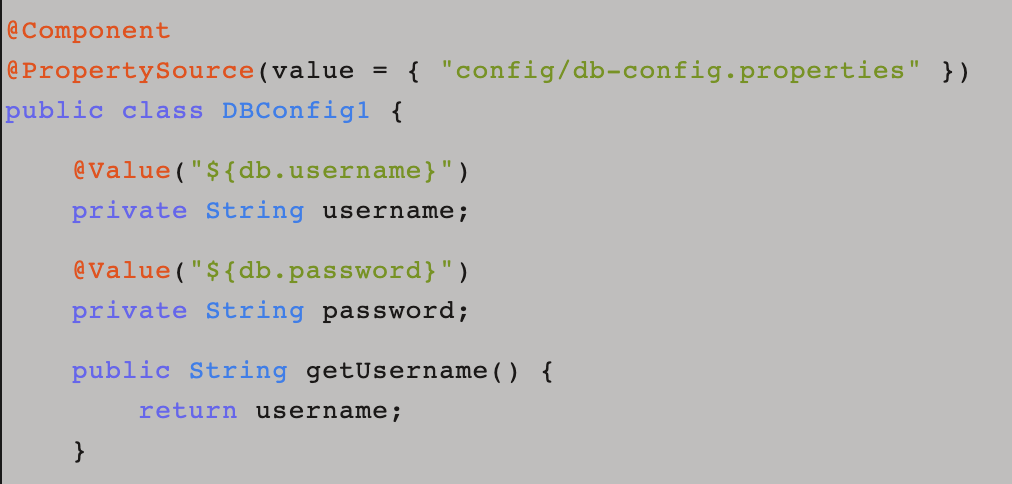 @Component
@PropertySource(value = { "config/db-config.properties" })
public class DBConfig1 {
@Value("${db.username}")
private String username;
@Value("${db.password}")
private String password;
public String getUsername() {
return username;
}